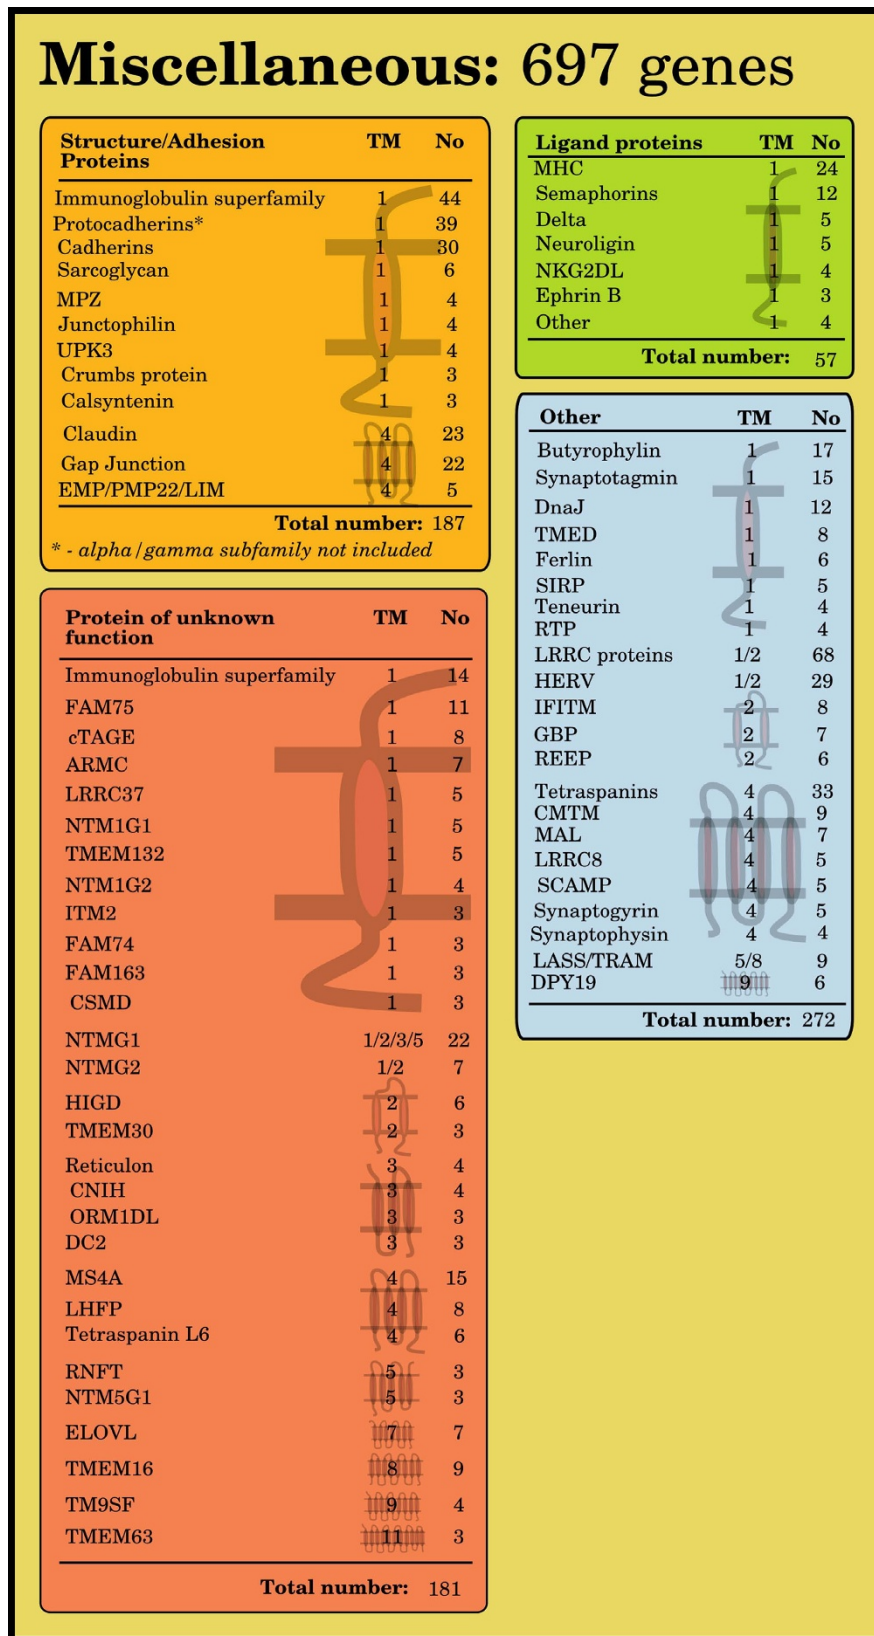 Miscellaneous: 697 genes
Structure/Adhesion TM No
Proteins
Immunoglobulin superfamily 1 44
Protocadherins* 1 39
Cadherins 1 30
Sarcoglycan 1 6
MPZ 1 4
Junctophilin 1 4
UPK3 1 4
Crumbs protein 1 3
Calsyntenin 1 3
Claudin 4 23
Gap Junction 4 22
EMP/PMP22/LIM 4 5
Total number: 187
* - alpha/gamma subfamily not included
Protein of unknown TM No
function
Immunoglobulin superfamily 1 14
FAM75 1 11
cTAGE 1 8
ARMC 1 7
LRRC37 1 5
NTM1G1 1 5
TMEM132 1 5
NTM1G2 1 4
ITM2 1 3
FAM74 1 3
FAM163 1 3
CSMD 1 3
NTMG1 1/2/3/5 22
NTMG2 1/2 7
HIGD 2 6
TMEM30 2 3
Reticulon 3 4
CNIH 3 4
ORM1DL 3 3
DC2 3 3
MS4A 4 15
LHFP 4 8
Tetraspanin L6 4 6
RNFT 5 3
NTM5G1 5 3
ELOVL 7 7
TMEM16 8 9
TM9SF 9 4
TMEM63 11 3
Total number: 181
Ligand proteins TM No
MHC 1 24
Semaphorins 1 12
Delta 1 5
Neuroligin 1 5
NKG2DL 1 4
Ephrin B 1 3
Other 1 4
Total number: 57
Other TM No
Butyrophylin 1 17
Synaptotagmin 1 15
DnaJ 1 12
TMED 1 8
Ferlin 1 6
SIRP 1 5
Teneurin 1 4
RTP 1 4
LRRC proteins 1/2 68
HERV 1/2 29
IFITM 2 8
GBP 2 7
REEP 2 6
Tetraspanins 4 33
CMTM 4 9
MAL 4 7
LRRC8 4 5
SCAMP 4 5
Synaptogyrin 4 5
Synaptophysin 4 4
LASS/TRAM 5/8 9
DPY19 9 6
Total number: 272